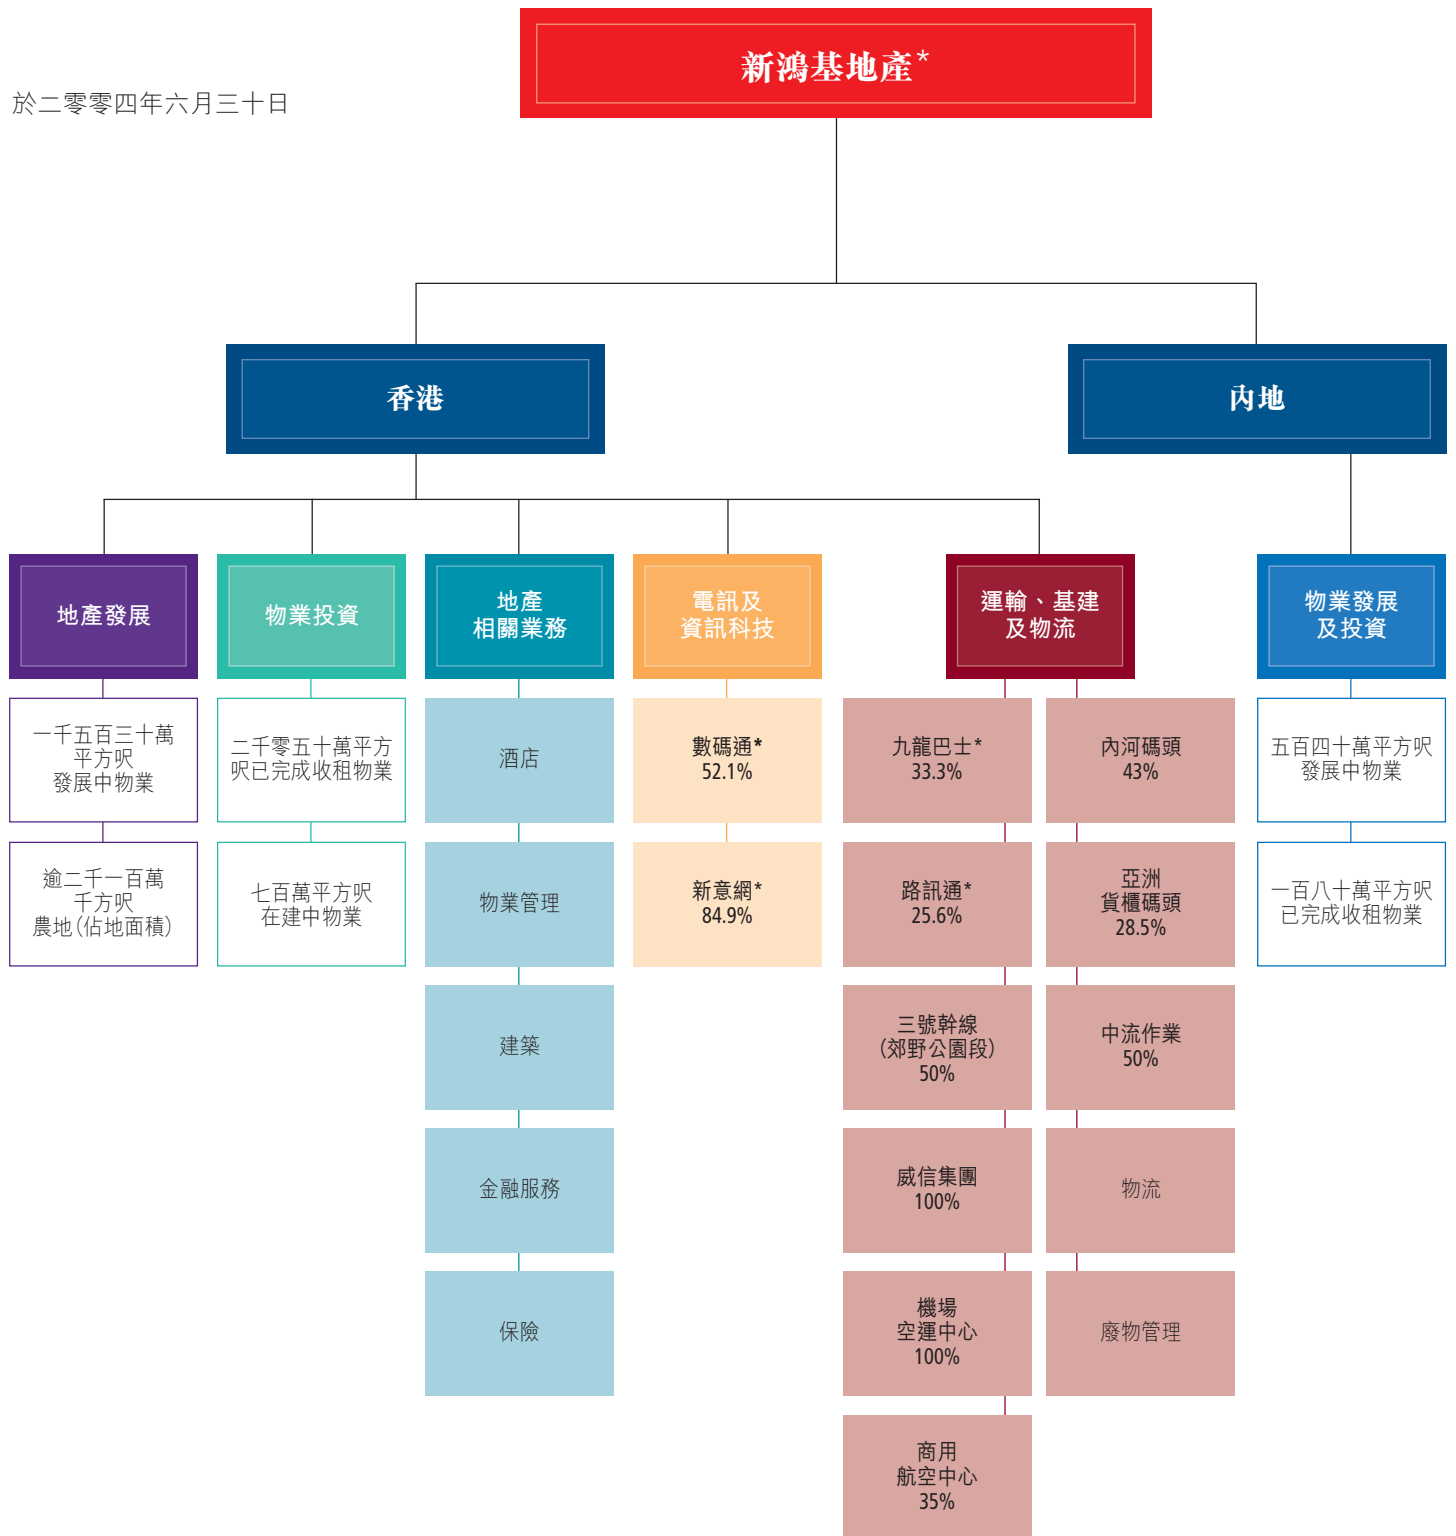 新鴻基地產*
於二零零四年六月三十日
香港
內地
地產發展
物業投資
地產
相關業務
電訊及
資訊科技
運輸、基建
及物流
物業發展
及投資
一千五百三十萬
平方呎
發展中物業
逾二千一百萬
千方呎
農地(佔地面積)
二千零五十萬平方
呎已完成收租物業
七百萬平方呎
在建中物業
酒店
物業管理
建築
金融服務
保險
數碼通*
52.1%
新意網*
84.9%
九龍巴士*
33.3%
路訊通*
25.6%
三號幹線
(郊野公園段)
50%
威信集團
100%
機場
空運中心
100%
商用
航空中心
35%
內河碼頭
43%
亞洲
貨櫃碼頭
28.5%
中流作業
50%
物流
廢物管理
五百四十萬平方呎
發展中物業
一百八十萬平方呎
已完成收租物業